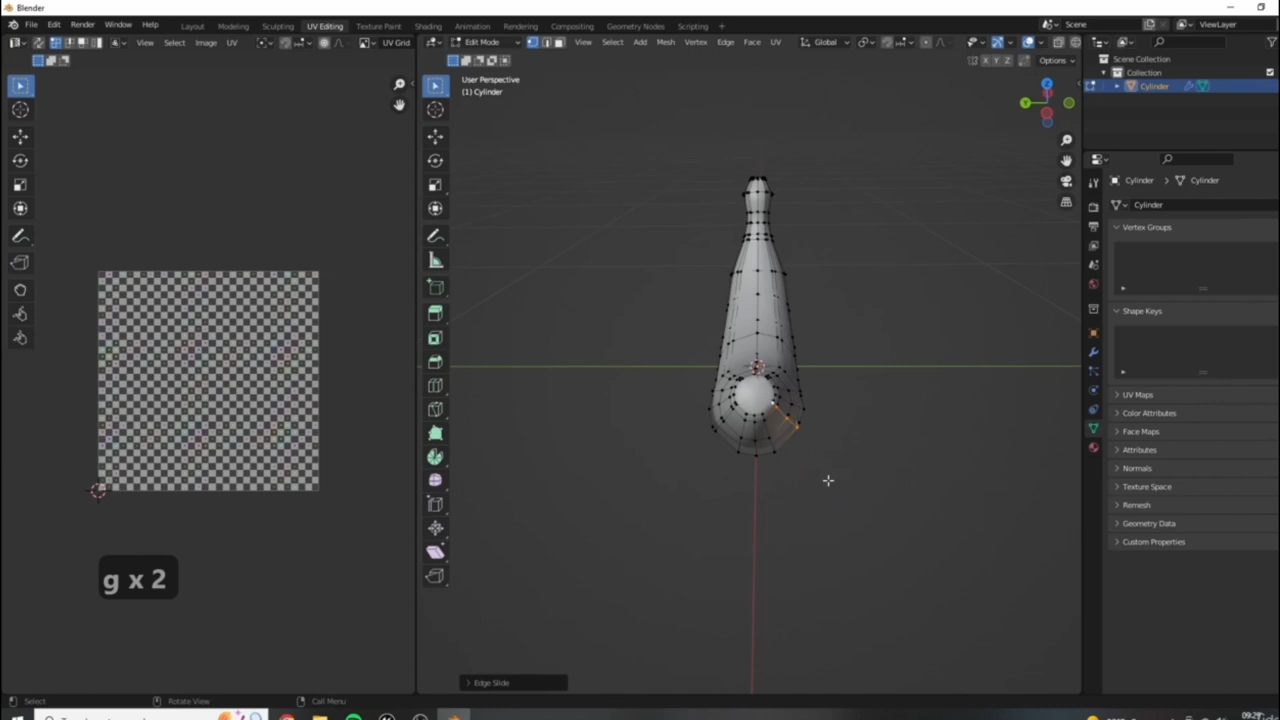 Blender
File Edit Render Window Help Layout Modeling Sculpting UV Editing Texture Paint Shading Animation Rendering Compositing Geometry Nodes Scripting + Scene ViewLayer
View Select Image UV UV Grid Edit Mode View Select Add Mesh Vertex Edge Face UV Global
X Y Z Options
User Perspective
(1) Cylinder
Scene Collection
Collection
Cylinder
Cylinder > Cylinder
Cylinder
Vertex Groups
Shape Keys
UV Maps
Color Attributes
Face Maps
Attributes
Normals
Texture Space
Remesh
Geometry Data
Custom Properties
g x 2
Edge Slide
Select Rotate View Call Menu